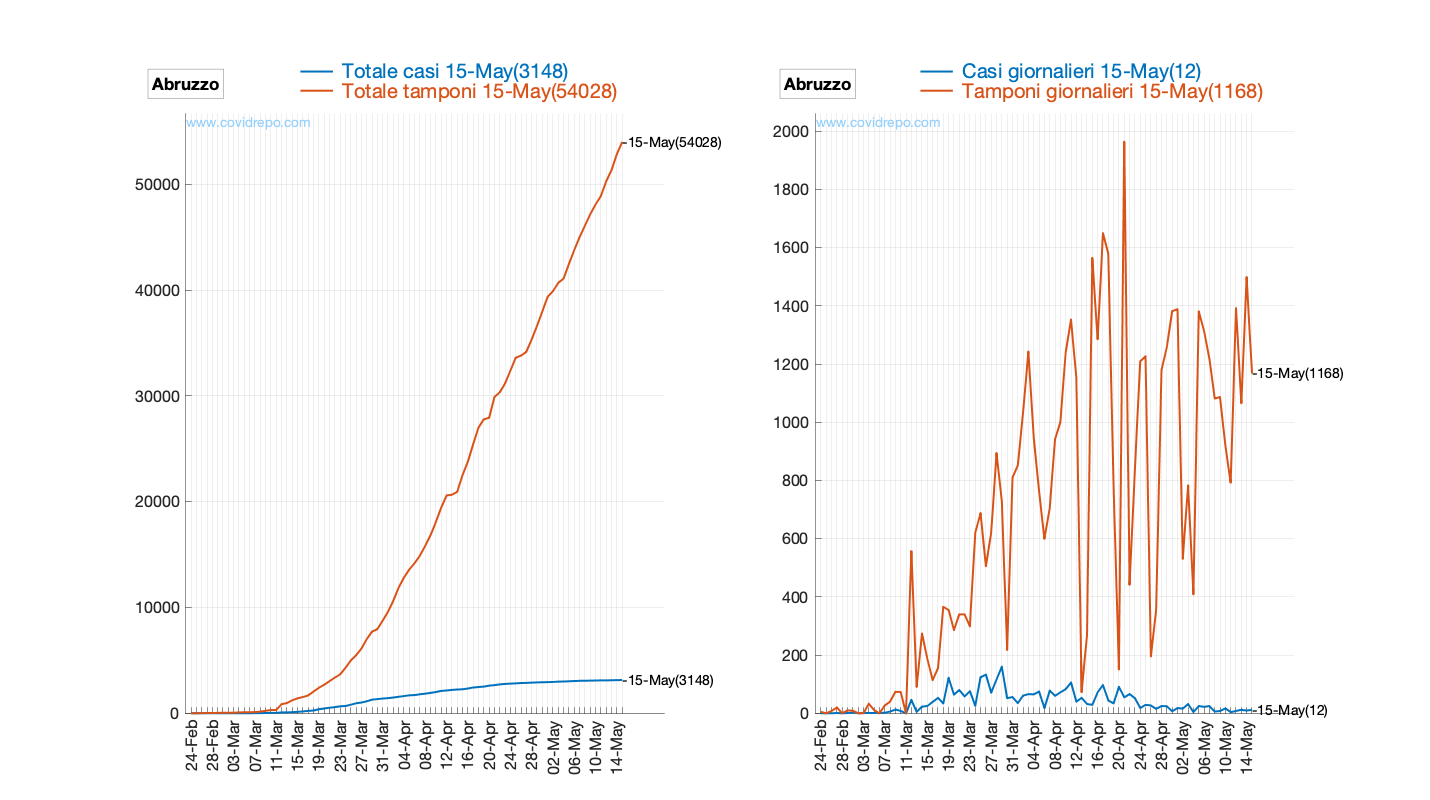 Abruzzo
Totale casi 15-May(3148)
Totale tamponi 15-May(54028)
www.covidrepo.com
15-May(54028)
50000
40000
30000
20000
10000
0
15-May(3148)
24-Feb
28-Feb
03-Mar
07-Mar
11-Mar
15-Mar
19-Mar
23-Mar
27-Mar
31-Mar
04-Apr
08-Apr
12-Apr
16-Apr
20-Apr
24-Apr
28-Apr
02-May
06-May
10-May
14-May
Abruzzo
Casi giornalieri 15-May(12)
Tamponi giornalieri 15-May(1168)
www.covidrepo.com
2000
1800
1600
1400
1200
1000
800
600
400
200
0
15-May(1168)
15-May(12)
24-Feb
28-Feb
03-Mar
07-Mar
11-Mar
15-Mar
19-Mar
23-Mar
27-Mar
31-Mar
04-Apr
08-Apr
12-Apr
16-Apr
20-Apr
24-Apr
28-Apr
02-May
06-May
10-May
14-May